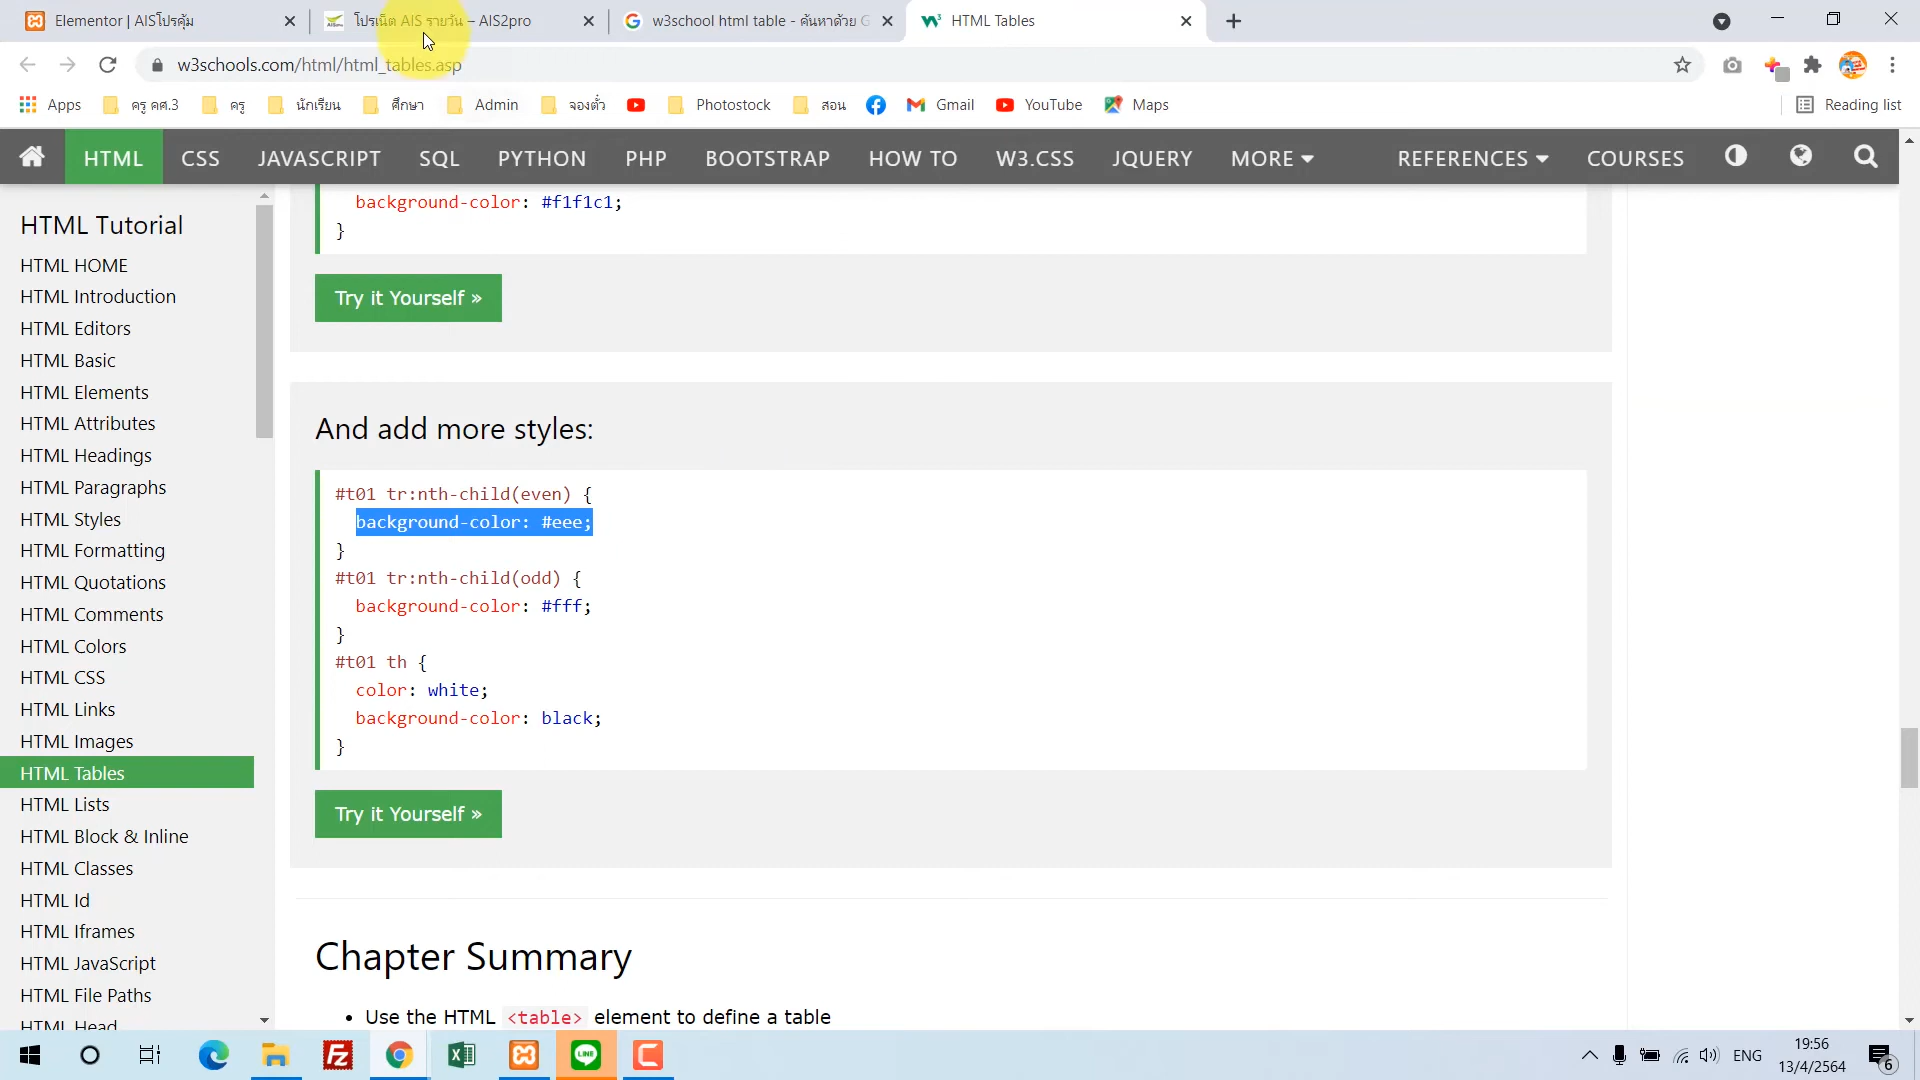 Elementor | AISโปรคุ้ม
โปรเน็ต AIS รายวัน – AIS2pro
w3school html table - ค้นหาด้วย G
HTML Tables
w3schools.com/html/html_tables.asp
Apps
ครู คศ.3
ครู
นักเรียน
ศึกษา
Admin
จองตั๋ว
Photostock
สอน
Gmail
YouTube
Maps
Reading list
HTML
CSS
JAVASCRIPT
SQL
PYTHON
PHP
BOOTSTRAP
HOW TO
W3.CSS
JQUERY
MORE
REFERENCES
COURSES
HTML Tutorial
HTML HOME
HTML Introduction
HTML Editors
HTML Basic
HTML Elements
HTML Attributes
HTML Headings
HTML Paragraphs
HTML Styles
HTML Formatting
HTML Quotations
HTML Comments
HTML Colors
HTML CSS
HTML Links
HTML Images
HTML Tables
HTML Lists
HTML Block & Inline
HTML Classes
HTML Id
HTML Iframes
HTML JavaScript
HTML File Paths
HTML Head
background-color: #f1f1c1;
}
Try it Yourself »
And add more styles:
#t01 tr:nth-child(even) {
background-color: #eee;
}
#t01 tr:nth-child(odd) {
background-color: #fff;
}
#t01 th {
color: white;
background-color: black;
}
Try it Yourself »
Chapter Summary
• Use the HTML <table> element to define a table
LINE
ENG
19:56
13/4/2564
6